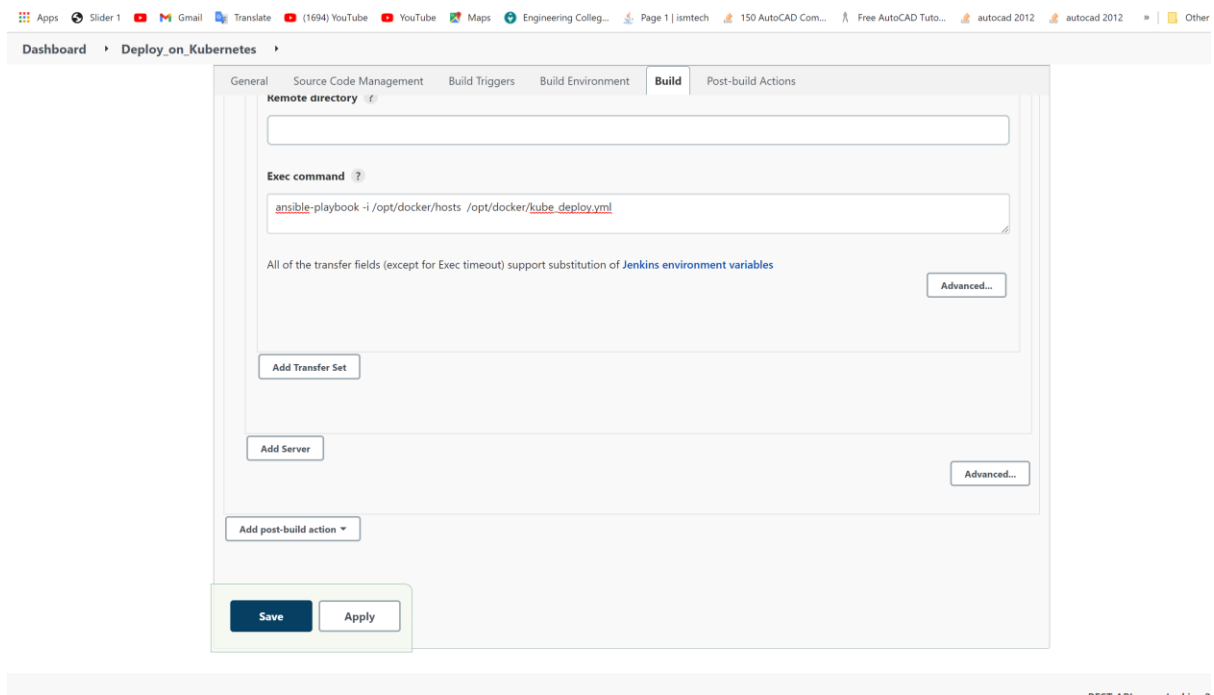 Apps Slider 1 Gmail Translate (1694) YouTube YouTube Maps Engineering Colleg... Page 1 | ismtech 150 AutoCAD Com... Free AutoCAD Tuto... autocad 2012 autocad 2012 » Other
Dashboard Deploy_on_Kubernetes
General Source Code Management Build Triggers Build Environment Build Post-build Actions
Remote directory ?
Exec command ?
ansible-playbook -i /opt/docker/hosts /opt/docker/kube_deploy.yml
All of the transfer fields (except for Exec timeout) support substitution of Jenkins environment variables
Advanced...
Add Transfer Set
Add Server
Advanced...
Add post-build action
Save Apply